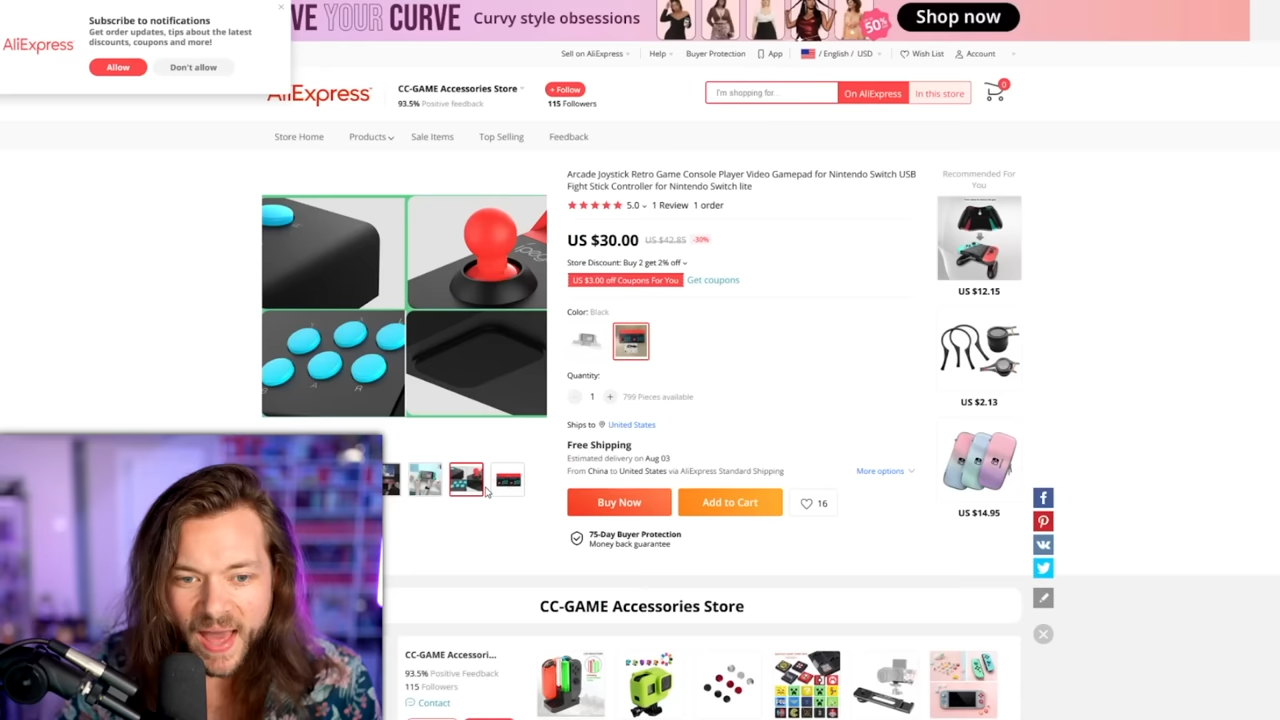 VE YOUR CURVE
Curvy style obsessions
50%
Shop now
Subscribe to notifications
Get order updates, tips about the latest
discounts, coupons and more!
AliExpress
Allow
Don't allow
Sell on AliExpress
Help
Buyer Protection
App
/ English / USD
Wish List
Account
AliExpress
CC-GAME Accessories Store
93.5% Positive feedback
+ Follow
115 Followers
I'm shopping for...
On AliExpress
In this store
0
Store Home
Products
Sale Items
Top Selling
Feedback
Arcade Joystick Retro Game Console Player Video Gamepad for Nintendo Switch USB
Fight Stick Controller for Nintendo Switch lite
5.0
1 Review
1 order
US $30.00
US $42.85
-30%
Store Discount: Buy 2 get 2% off
US $3.00 off Coupons For You
Get coupons
Color: Black
Quantity:
1
+
799 Pieces available
Ships to
United States
Free Shipping
Estimated delivery on Aug 03
From China to United States via AliExpress Standard Shipping
More options
Buy Now
Add to Cart
16
75-Day Buyer Protection
Money back guarantee
Recommended For
You
US $12.15
US $2.13
US $14.95
ipega
A
CC-GAME Accessories Store
CC-GAME Accessori...
93.5% Positive Feedback
115 Followers
Contact